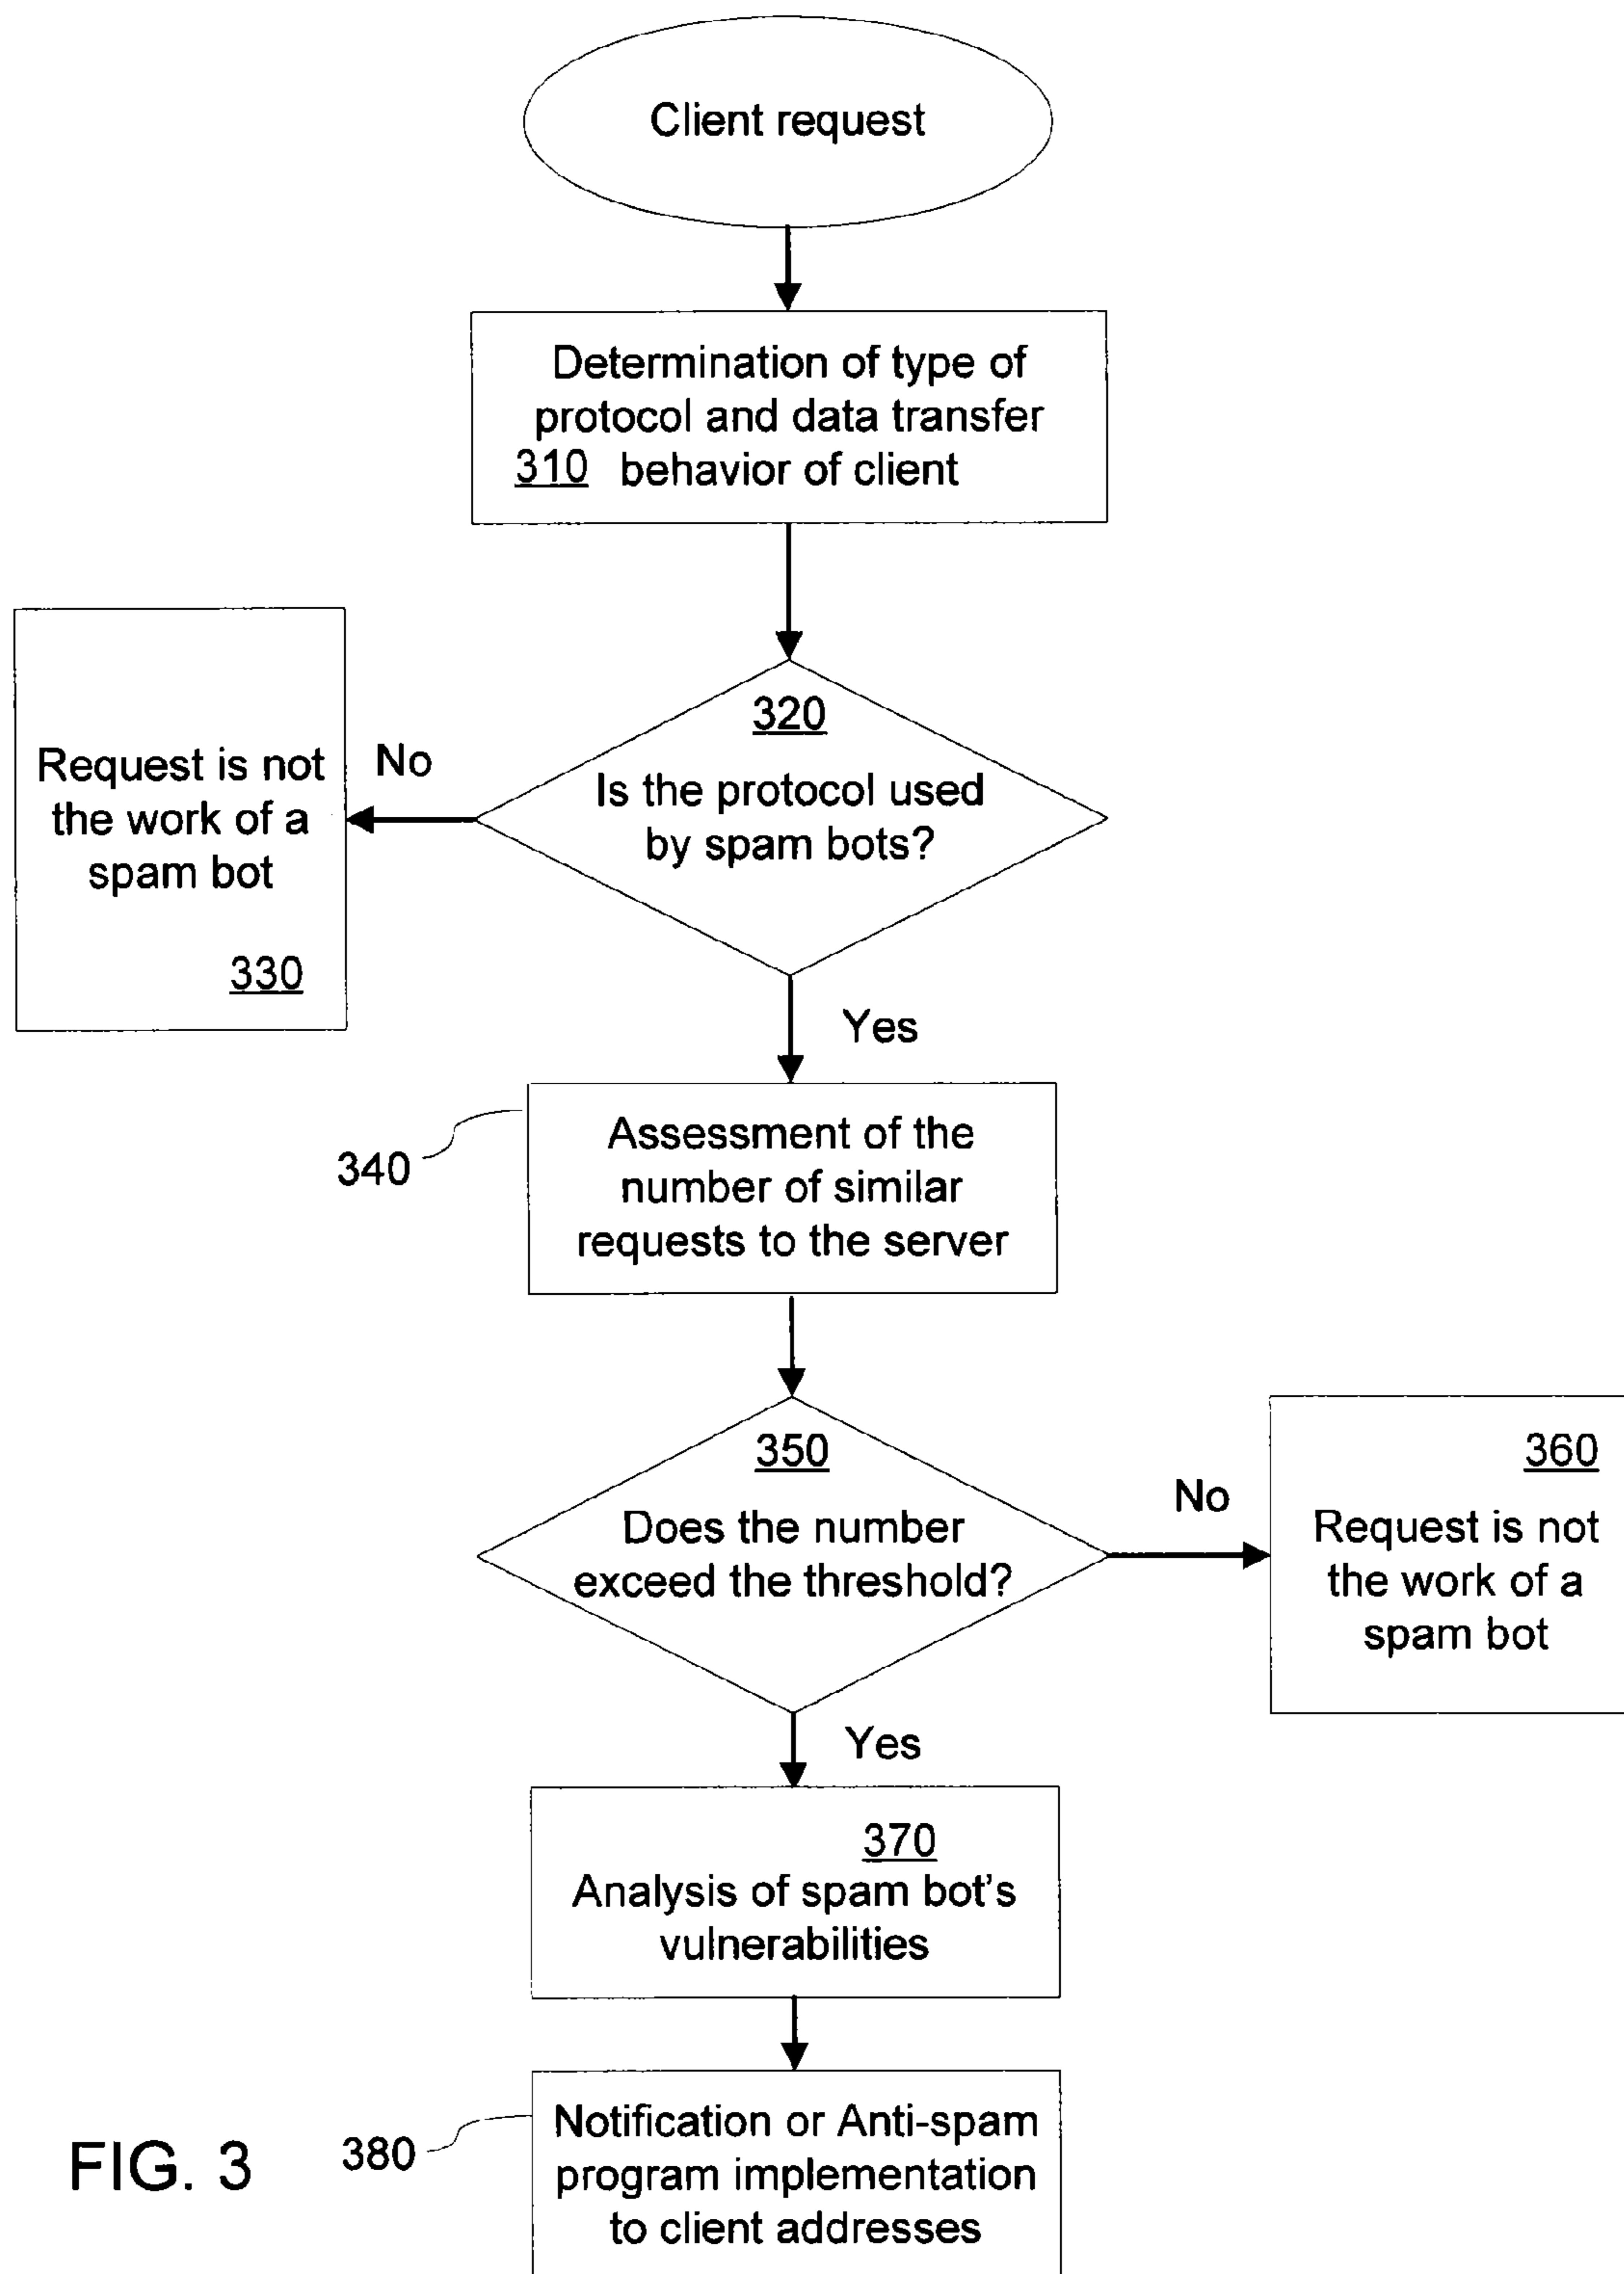 Client request
Determination of type of
protocol and data transfer
310 behavior of client
320
Is the protocol used
by spam bots?
No
Request is not
the work of a
spam bot
330
Yes
340
Assessment of the
number of similar
requests to the server
350
Does the number
exceed the threshold?
No
360
Request is not
the work of a
spam bot
Yes
370
Analysis of spam bot's
vulnerabilities
380
Notification or Anti-spam
program implementation
to client addresses
FIG. 3